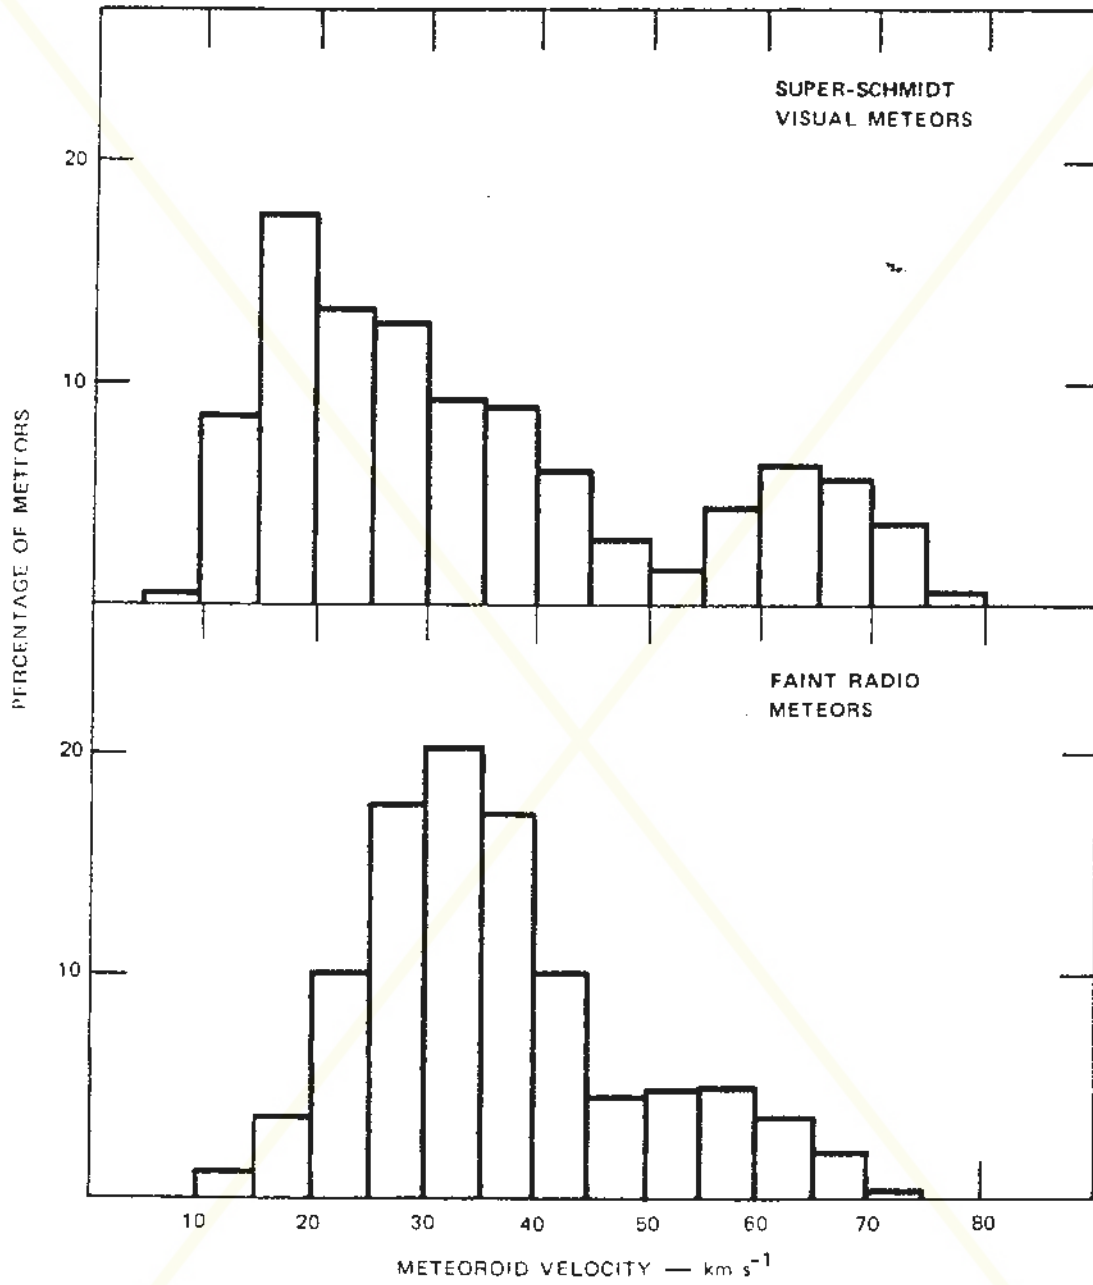 SUPER-SCHMIDT
VISUAL METEORS
20
10
PERCENTAGE OF METEORS
FAINT RADIO
METEORS
20
10
10 20 30 40 50 60 70 80
METEOROID VELOCITY — km s⁻¹